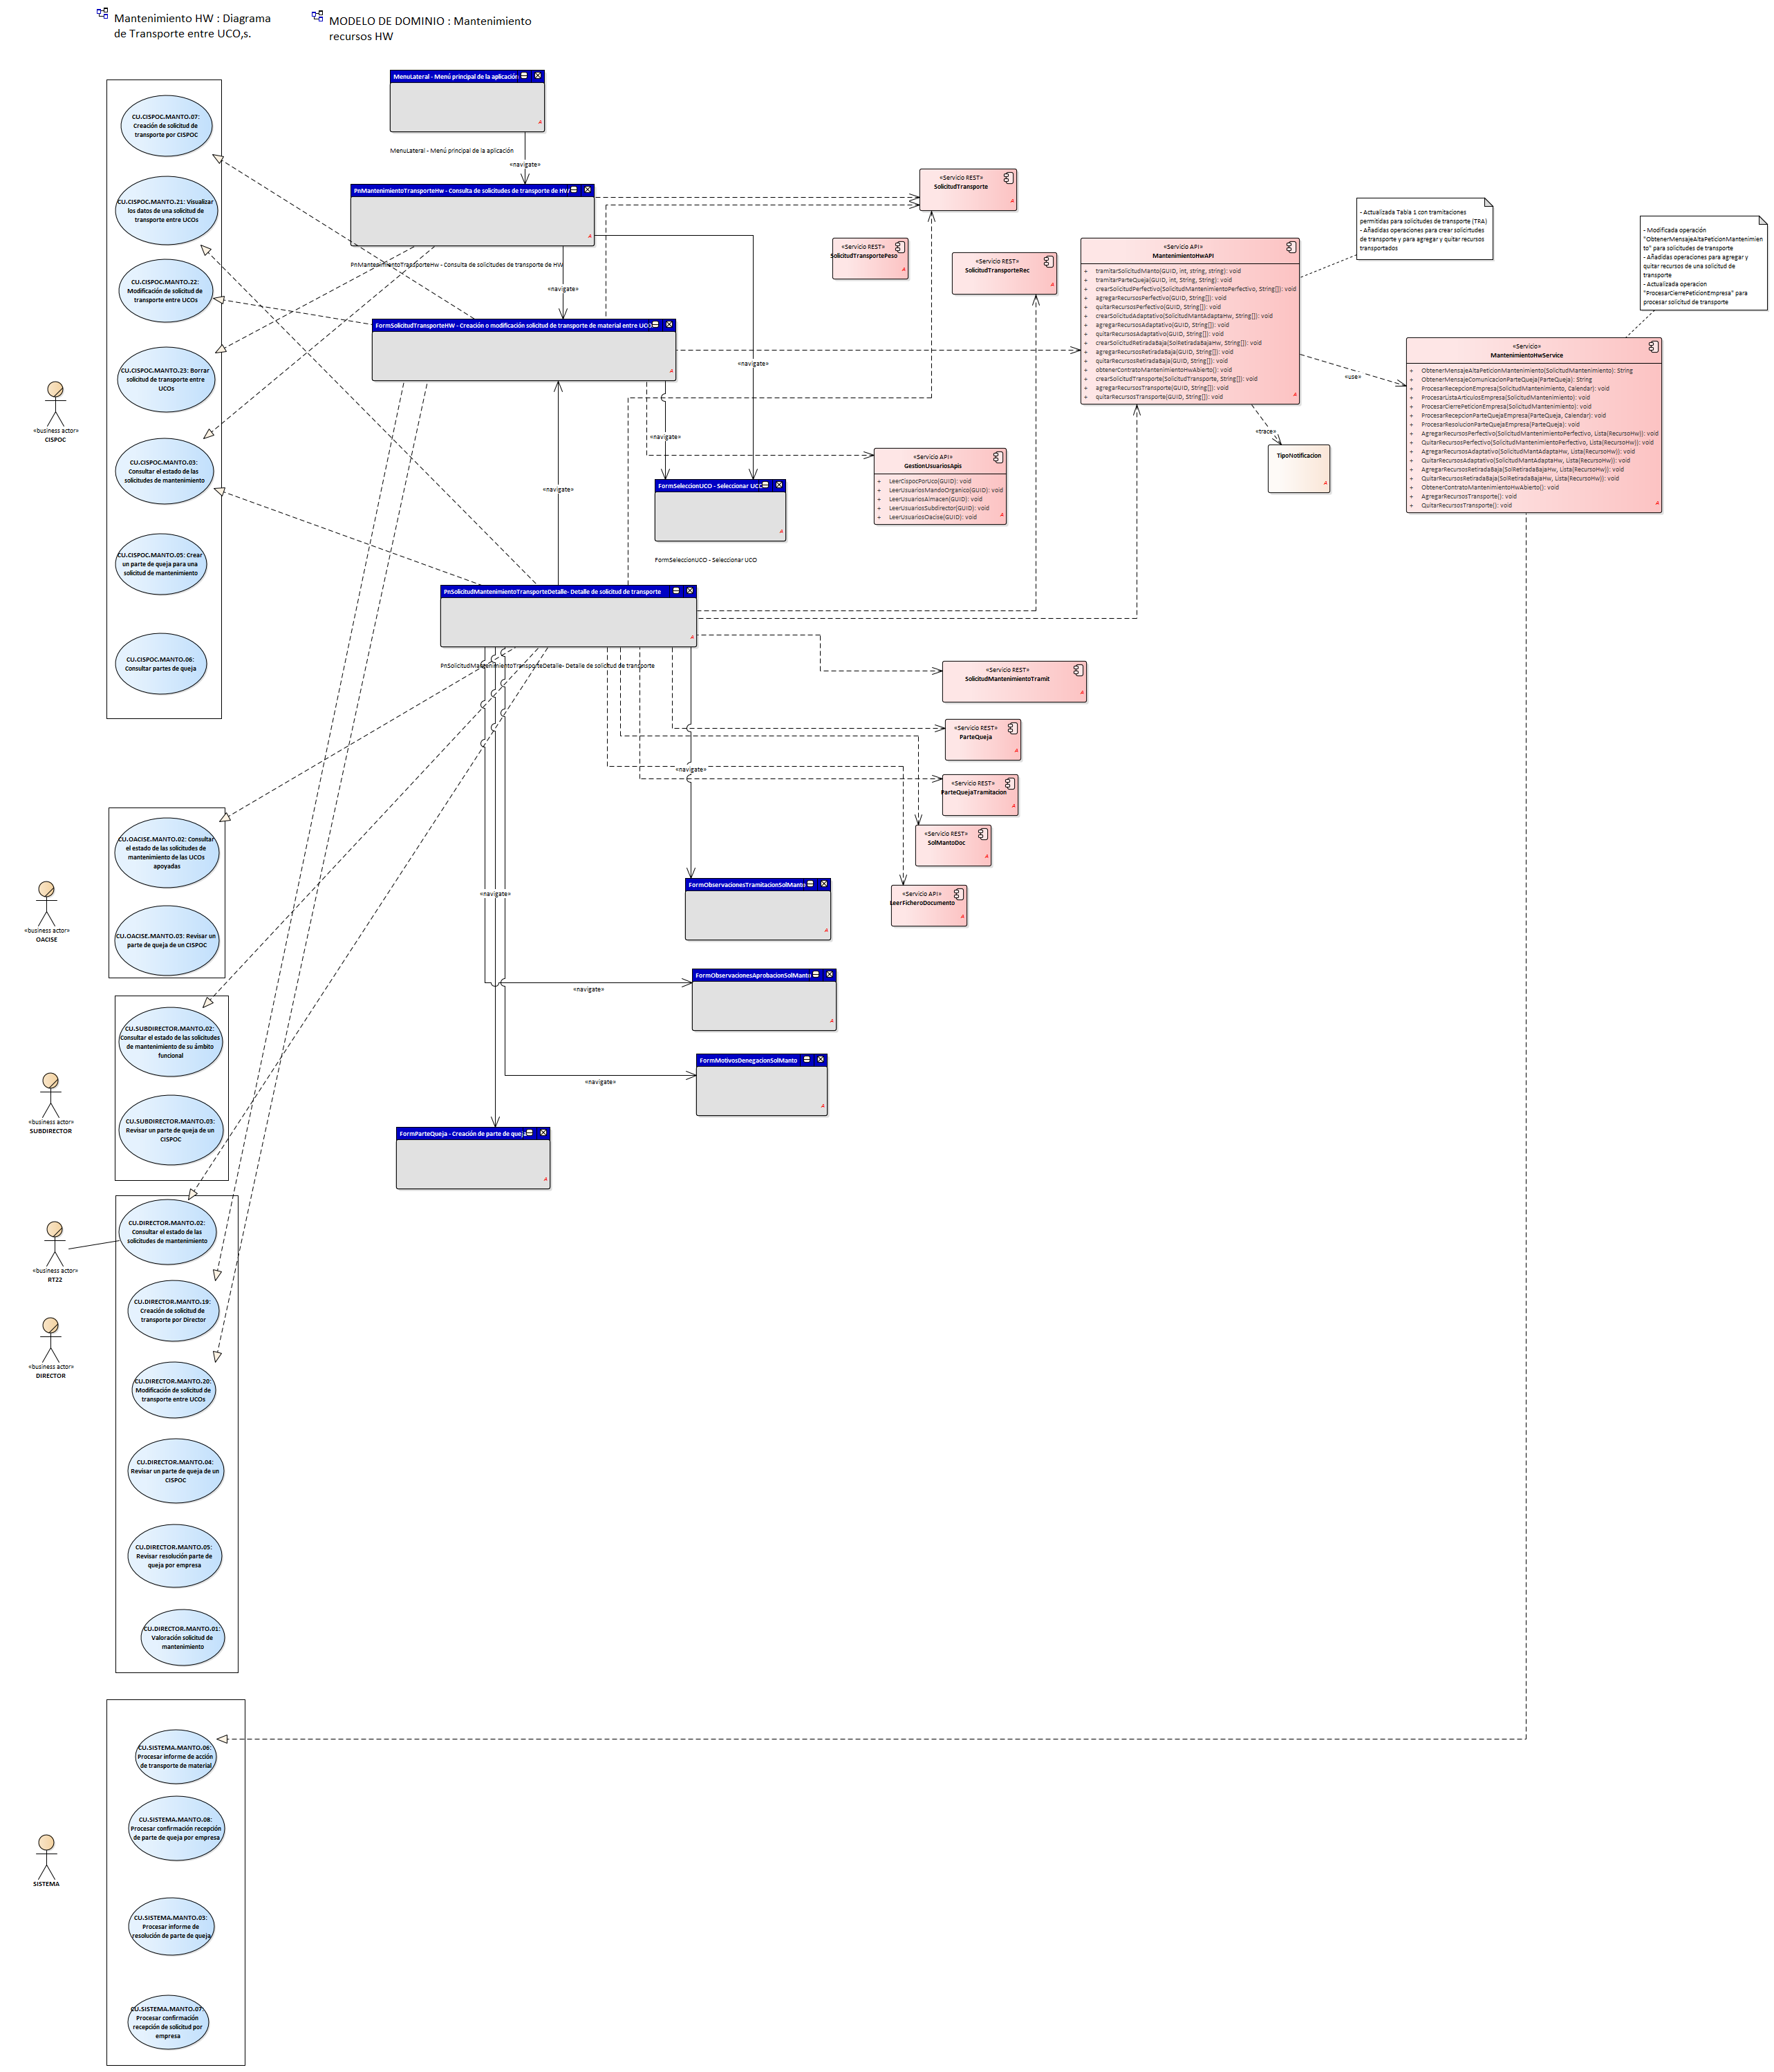 Mantenimiento HW : Diagrama
de Transporte entre UCO,s.
MODELO DE DOMINIO : Mantenimiento
recursos HW
MenuLateral - Menú principal de la aplicación
MenuLateral - Menú principal de la aplicación
«navigate»
PnMantenimientoTransporteHw - Consulta de solicitudes de transporte de HW
PnMantenimientoTransporteHw - Consulta de solicitudes de transporte de HW
«navigate»
FormSolicitudTransporteHW - Creación o modificación solicitud de transporte de material entre UCO
«navigate»
«navigate»
«navigate»
FormSeleccionUCO - Seleccionar UCO
FormSeleccionUCO - Seleccionar UCO
PnSolicitudMantenimientoTransporteDetalle- Detalle de solicitud de transporte
PnSolicitudMantenimientoTransporteDetalle- Detalle de solicitud de transporte
«navigate»
«navigate»
FormObservacionesTramitacionSolManto
FormObservacionesAprobacionSolManto
«navigate»
FormMotivosDenegacionSolManto
«navigate»
FormParteQueja - Creación de parte de queja
CU.CISPOC.MANTO.07:
Creación de solicitud de
transporte por CISPOC
CU.CISPOC.MANTO.21: Visualizar
los datos de una solicitud de
transporte entre UCOs
CU.CISPOC.MANTO.22:
Modificación de solicitud de
transporte entre UCOs
CU.CISPOC.MANTO.23: Borrar
solicitud de transporte entre
UCOs
CU.CISPOC.MANTO.03:
Consultar el estado de las
solicitudes de mantenimiento
CU.CISPOC.MANTO.05: Crear
un parte de queja para una
solicitud de mantenimiento
CU.CISPOC.MANTO.06:
Consultar partes de queja
«business actor»
CISPOC
CU.OACISE.MANTO.02: Consultar
el estado de las solicitudes de
mantenimiento de las UCOs
apoyadas
CU.OACISE.MANTO.03: Revisar un
parte de queja de un CISPOC
«business actor»
OACISE
CU.SUBDIRECTOR.MANTO.02:
Consultar el estado de las solicitudes
de mantenimiento de su ámbito
funcional
CU.SUBDIRECTOR.MANTO.03:
Revisar un parte de queja de un
CISPOC
«business actor»
SUBDIRECTOR
CU.DIRECTOR.MANTO.02:
Consultar el estado de las
solicitudes de mantenimiento
«business actor»
RT22
CU.DIRECTOR.MANTO.19:
Creación de solicitud de
transporte por Director
«business actor»
DIRECTOR
CU.DIRECTOR.MANTO.20:
Modificación de solicitud de
transporte entre UCOs
CU.DIRECTOR.MANTO.04:
Revisar un parte de queja de un
CISPOC
CU.DIRECTOR.MANTO.05:
Revisar resolución parte de
queja por empresa
CU.DIRECTOR.MANTO.01:
Valoración solicitud de
mantenimiento
CU.SISTEMA.MANTO.06:
Procesar informe de acción
de transporte de material
CU.SISTEMA.MANTO.08:
Procesar confirmación recepción
de parte de queja por empresa
SISTEMA
CU.SISTEMA.MANTO.03:
Procesar informe de
resolución de parte de queja
CU.SISTEMA.MANTO.07:
Procesar confirmación
recepción de solicitud por
empresa
«Servicio REST»
SolicitudTransporte
«Servicio REST»
SolicitudTransportePeso
«Servicio REST»
SolicitudTransporteRec
«Servicio API»
MantenimientoHwAPI
+ tramitarSolicitudManto(GUID, int, string, string): void
+ tramitarParteQueja(GUID, int, String, String): void
+ crearSolicitudPerfectivo(SolicitudMantenimientoPerfectivo, String[]): void
+ agregarRecursosPerfectivo(GUID, String[]): void
+ quitarRecursosPerfectivo(GUID, String[]): void
+ crearSolicitudAdaptativo(SolicitudMantAdaptaHw, String[]): void
+ agregarRecursosAdaptativo(GUID, String[]): void
+ quitarRecursosAdaptativo(GUID, String[]): void
+ crearSolicitudRetiradaBaja(SolRetiradaBajaHw, String[]): void
+ agregarRecursosRetiradaBaja(GUID, String[]): void
+ quitarRecursosRetiradaBaja(GUID, String[]): void
+ obtenerContratoMantenimientoHwAbierto(): void
+ crearSolicitudTransporte(SolicitudTransporte, String[]): void
+ agregarRecursosTransporte(GUID, String[]): void
+ quitarRecursosTransporte(GUID, String[]): void
- Actualizada Tabla 1 con tramitaciones
permitidas para solicitudes de transporte (TRA)
- Añadidas operaciones para crear solcitrudes
de transporte y para agregar y quitar recursos
transportados
- Modificada operación
"ObtenerMensajeAltaPeticionMantenimien
to" para solicitudes de transporte
- Añadidas operaciones para agregar y
quitar recursos de una solicitud de
transporte
- Actualizada operacion
"ProcesarCierrePeticionEmpresa" para
procesar solicitud de transporte
«use»
«Servicio»
MantenimientoHwService
+ ObtenerMensajeAltaPeticionMantenimiento(SolicitudMantenimiento): String
+ ObtenerMensajeComunicacionParteQueja(ParteQueja): String
+ ProcesarRecepcionEmpresa(SolicitudMantenimiento, Calendar): void
+ ProcesarListaArticulosEmpresa(SolicitudMantenimiento): void
+ ProcesarCierrePeticionEmpresa(SolicitudMantenimiento): void
+ ProcesarRecepcionParteQuejaEmpresa(ParteQueja, Calendar): void
+ ProcesarResolucionParteQuejaEmpresa(ParteQueja): void
+ AgregarRecursosPerfectivo(SolicitudMantenimientoPerfectivo, Lista(RecursoHw)): void
+ QuitarRecursosPerfectivo(SolicitudMantenimientoPerfectivo, Lista(RecursoHw)): void
+ AgregarRecursosAdaptativo(SolicitudMantAdaptaHw, Lista(RecursoHw)): void
+ QuitarRecursosAdaptativo(SolicitudMantAdaptaHw, Lista(RecursoHw)): void
+ AgregarRecursosRetiradaBaja(SolRetiradaBajaHw, Lista(RecursoHw)): void
+ QuitarRecursosRetiradaBaja(SolRetiradaBajaHw, Lista(RecursoHw)): void
+ ObtenerContratoMantenimientoHwAbierto(): void
+ AgregarRecursosTransporte(): void
+ QuitarRecursosTransporte(): void
«trace»
TipoNotificacion
«Servicio API»
GestionUsuariosApis
+ LeerCispocPorUco(GUID): void
+ LeerUsuariosMandoOrganico(GUID): void
+ LeerUsuariosAlmacen(GUID): void
+ LeerUsuariosSubdirector(GUID): void
+ LeerUsuariosOacise(GUID): void
«Servicio REST»
SolicitudMantenimientoTramit
«Servicio REST»
ParteQueja
«Servicio REST»
ParteQuejaTramitacion
«Servicio REST»
SolMantoDoc
«Servicio API»
LeerFicheroDocumento